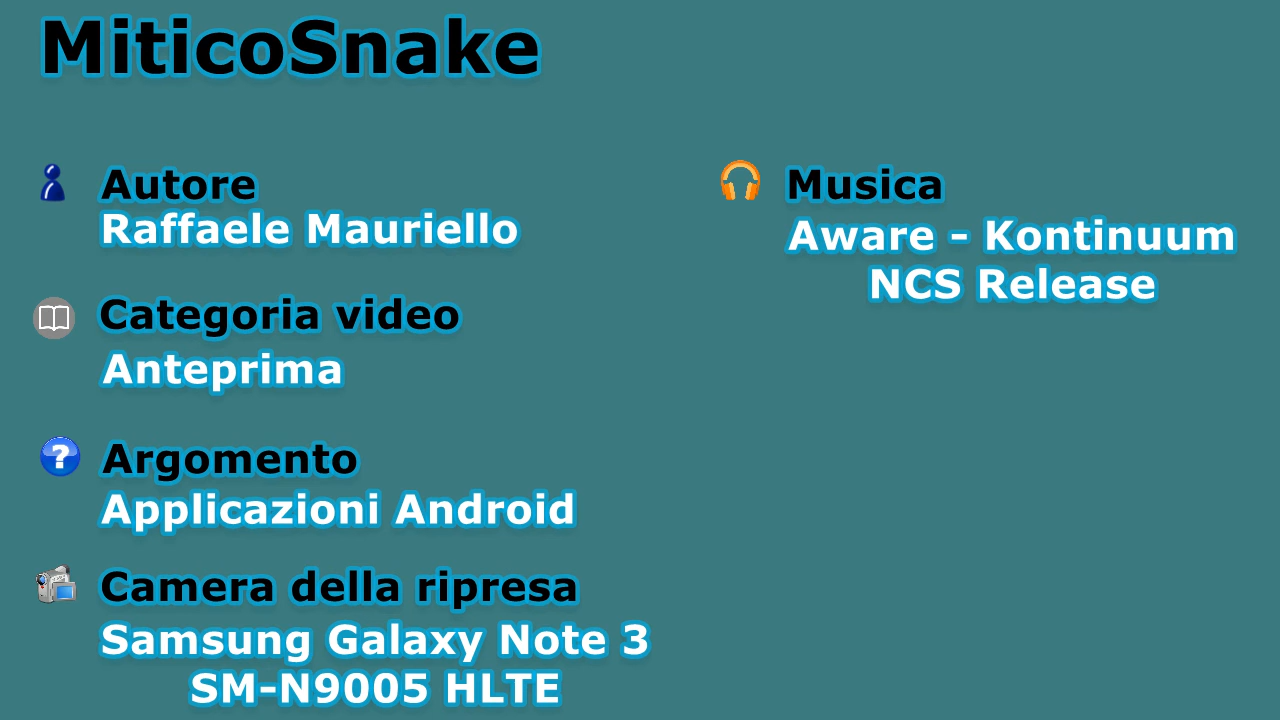 MiticoSnake
Autore
Raffaele Mauriello
Categoria video
Anteprima
Argomento
Applicazioni Android
Camera della ripresa
Samsung Galaxy Note 3
SM-N9005 HLTE
Musica
Aware - Kontinuum
NCS Release